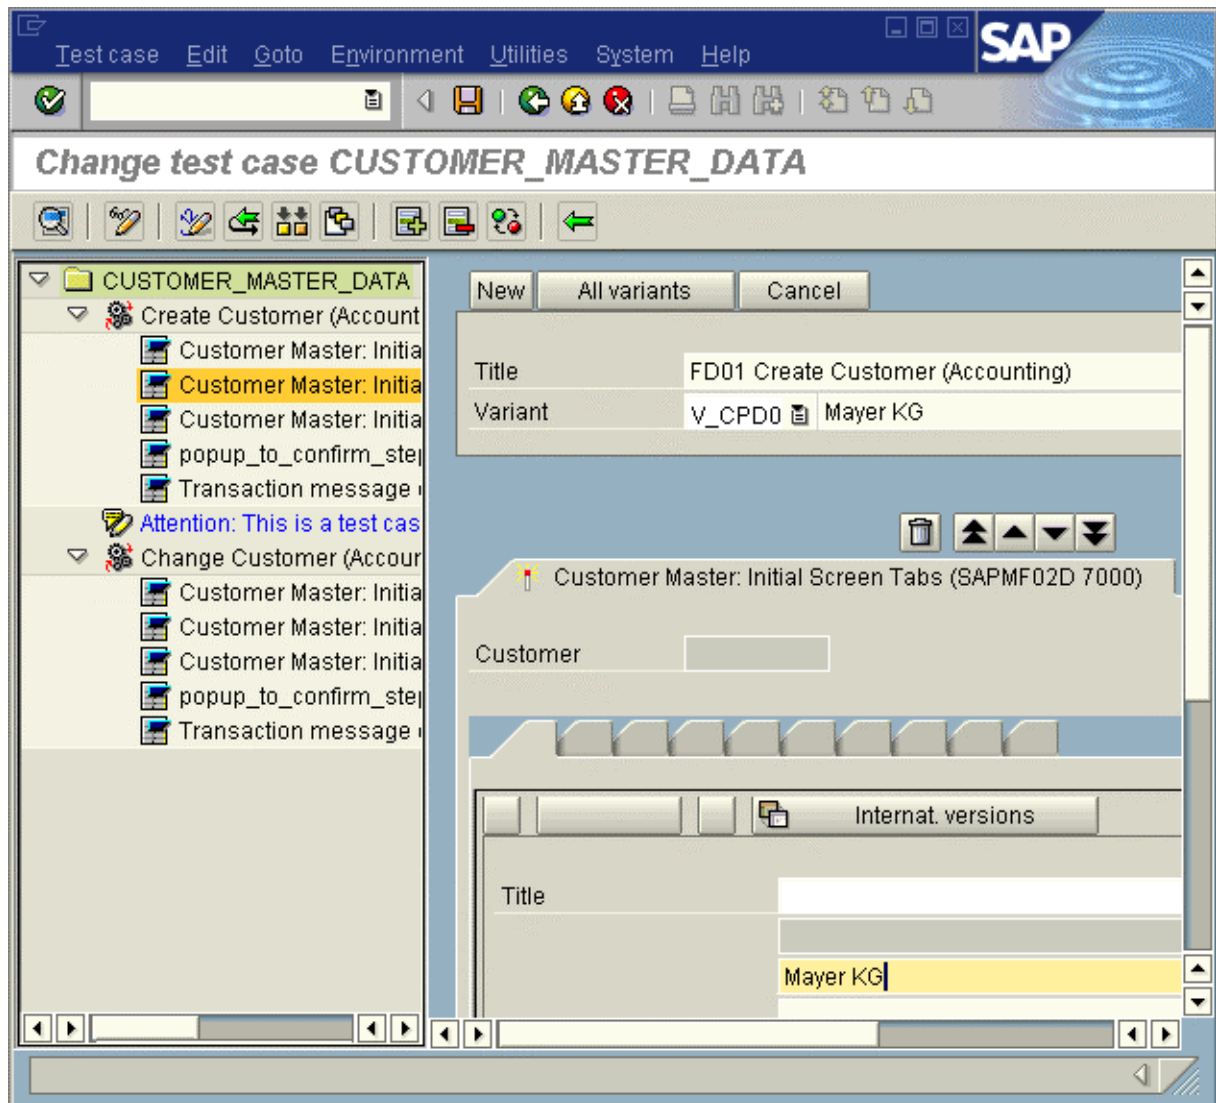 SAP
Test case Edit Goto Environment Utilities System Help
Change test case CUSTOMER_MASTER_DATA
CUSTOMER_MASTER_DATA
Create Customer (Account
Customer Master: Initia
Customer Master: Initia
Customer Master: Initia
popup_to_confirm_step
Transaction message
Attention: This is a test cas
Change Customer (Accour
Customer Master: Initia
Customer Master: Initia
Customer Master: Initia
popup_to_confirm_step
Transaction message
New All variants Cancel
Title FD01 Create Customer (Accounting)
Variant V_CPD0 Mayer KG
Customer Master: Initial Screen Tabs (SAPMF02D 7000)
Customer
Internat. versions
Title
Mayer KG